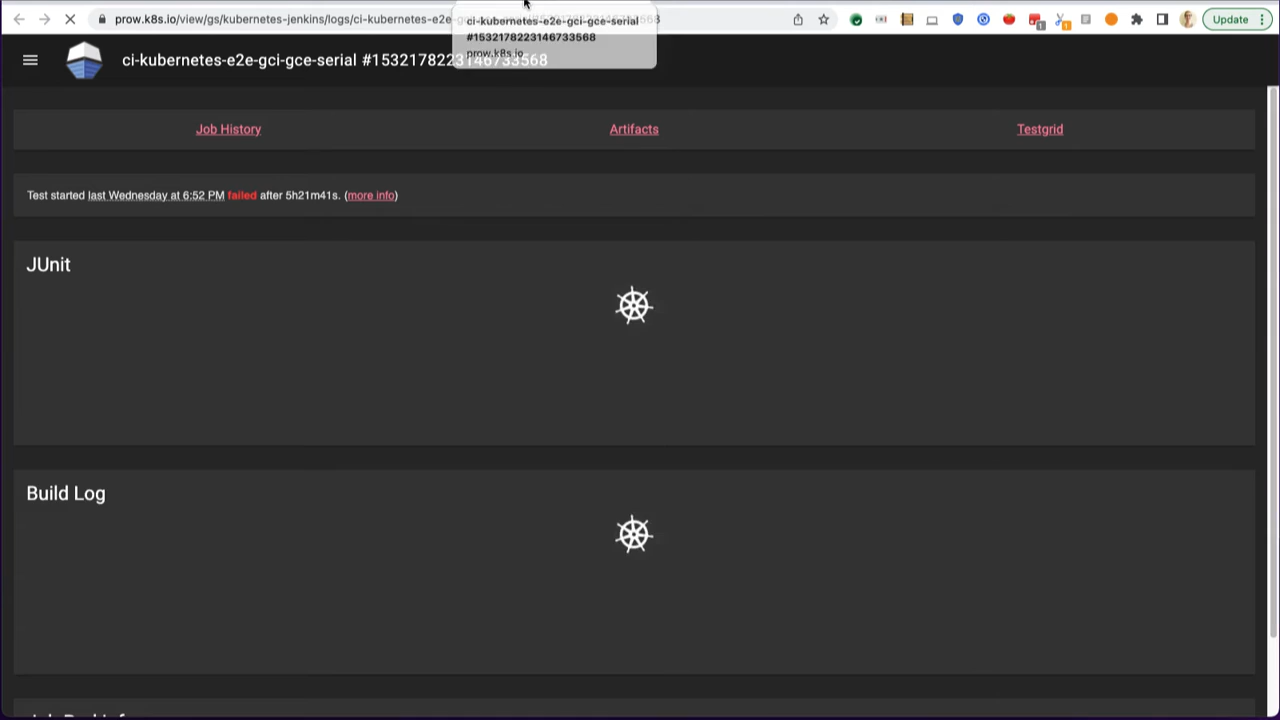 prow.k8s.io/view/gs/kubernetes-jenkins/logs/ci-kubernetes-e2e-
Update
ci-kubernetes-e2e-gci-gce-serial
#1532178223146733568
prow.k8s.io
ci-kubernetes-e2e-gci-gce-serial #1532178223146733568
Job History
Artifacts
Testgrid
Test started last Wednesday at 6:52 PM failed after 5h21m41s. (more info)
JUnit
Build Log